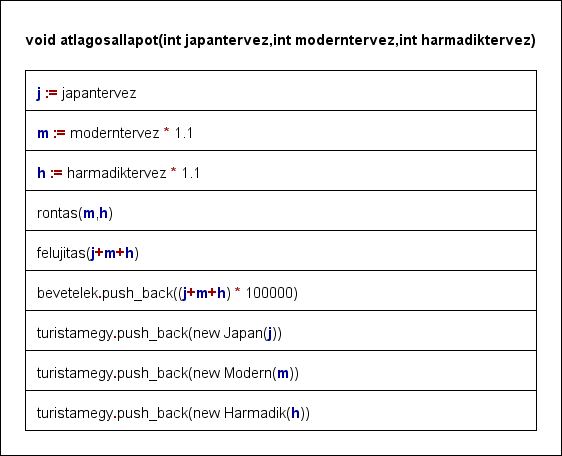 void atlagosallapot(int japantervez,int moderntervez,int harmadiktervez)
j := japantervez
m := moderntervez * 1.1
h := harmadiktervez * 1.1
rontas(m,h)
felujitas(j+m+h)
bevetelek.push_back((j+m+h) * 100000)
turistamegy.push_back(new Japan(j))
turistamegy.push_back(new Modern(m))
turistamegy.push_back(new Harmadik(h))